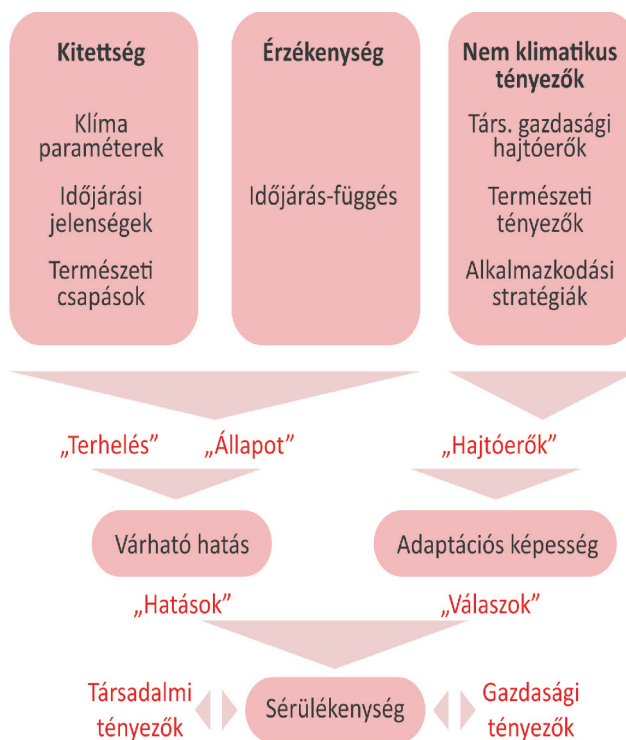 Kitettség
Klíma
paraméterek
Időjárási
jelenségek
Természeti
csapások
Érzékenység
Időjárás-függés
Nem klimatikus
tényezők
Társ. gazdasági
hajtóerők
Természeti
tényezők
Alkalmazkodási
stratégiák
„Terhelés” „Állapot” „Hajtóerők”
Várható hatás
Adaptációs képesség
„Hatások” „Válaszok”
Társadalmi
tényezők
Sérülékenység
Gazdasági
tényezők